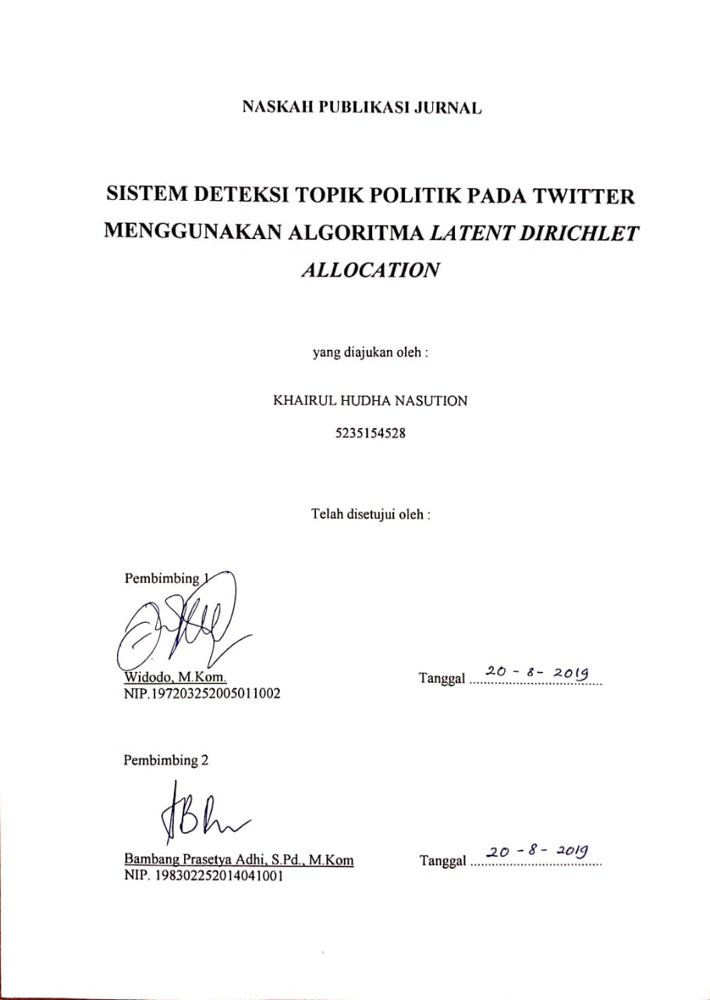 NASKAH PUBLIKASI JURNAL
SISTEM DETEKSI TOPIK POLITIK PADA TWITTER
MENGGUNAKAN ALGORITMA LATENT DIRICHLET
ALLOCATION
yang diajukan oleh :
KHAIRUL HUDHA NASUTION
5235154528
Telah disetujui oleh :
Pembimbing 1
Widodo, M.Kom.
NIP.197203252005011002
Tanggal 20 - 8 - 2019
Pembimbing 2
Bambang Prasetya Adhi, S.Pd., M.Kom
NIP. 198302252014041001
Tanggal 20 - 8 - 2019